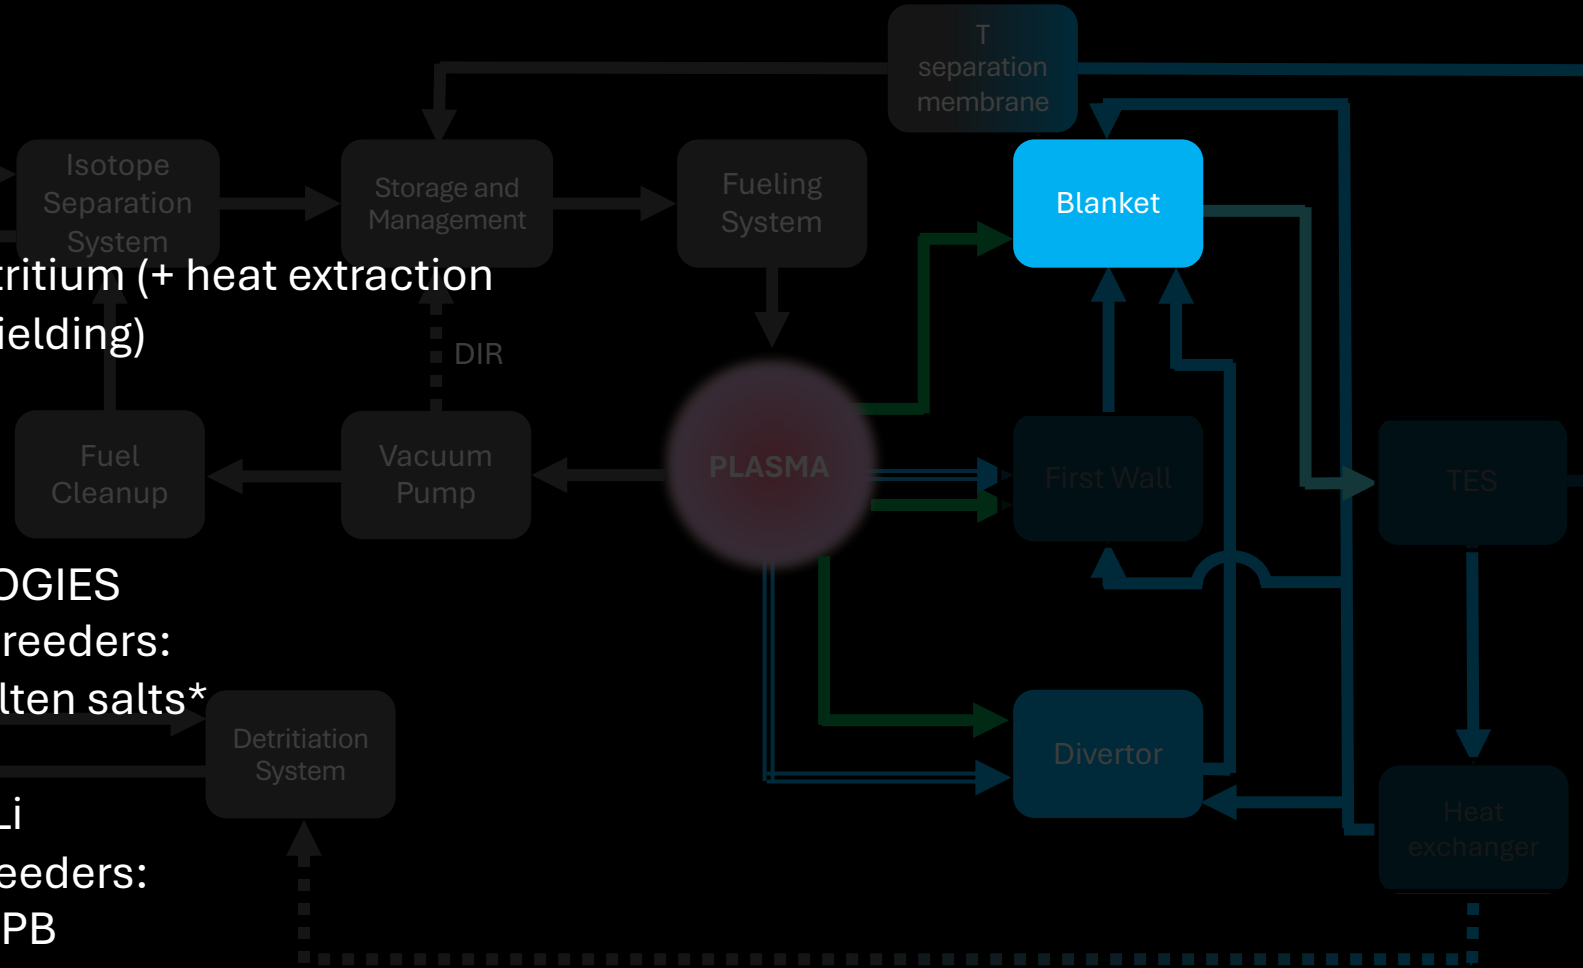 T
separation
membrane
Isotope
Separation
System
Storage and
Management
Fueling
System
Blanket
tritium (+ heat extraction
ielding)
DIR
Fuel
Cleanup
Vacuum
Pump
PLASMA
First Wall
TES
OGIES
reeders:
lten salts*
Detritiation
System
Divertor
Li
eeders:
PB
Heat
exchanger